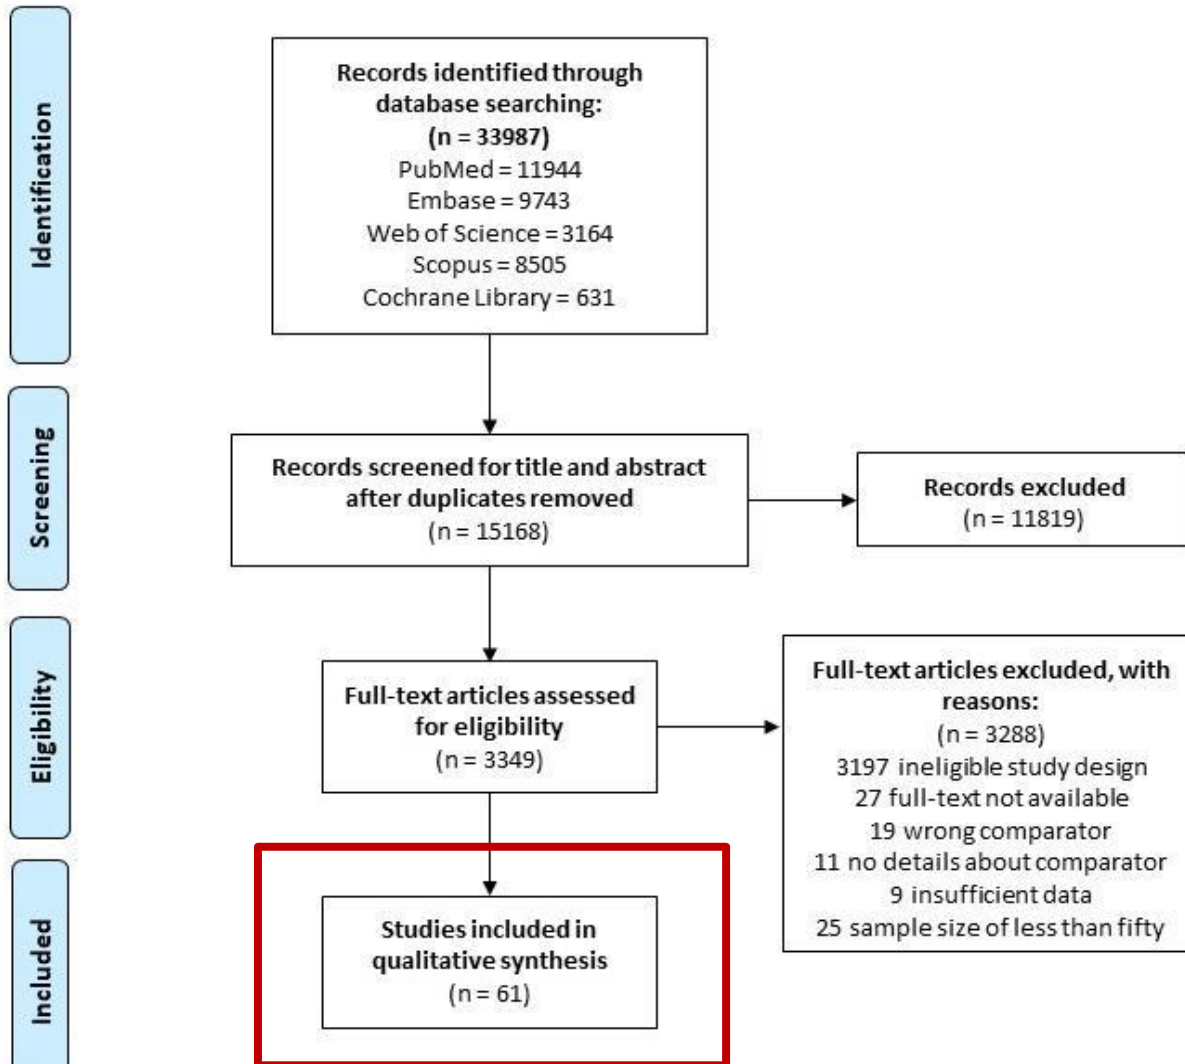 Identification
Records identified through
database searching:
(n = 33987)
PubMed = 11944
Embase = 9743
Web of Science = 3164
Scopus = 8505
Cochrane Library = 631
Screening
Records screened for title and abstract
after duplicates removed
(n = 15168)
Records excluded
(n = 11819)
Eligibility
Full-text articles assessed
for eligibility
(n = 3349)
Full-text articles excluded, with
reasons:
(n = 3288)
3197 ineligible study design
27 full-text not available
19 wrong comparator
11 no details about comparator
9 insufficient data
25 sample size of less than fifty
Included
Studies included in
qualitative synthesis
(n = 61)